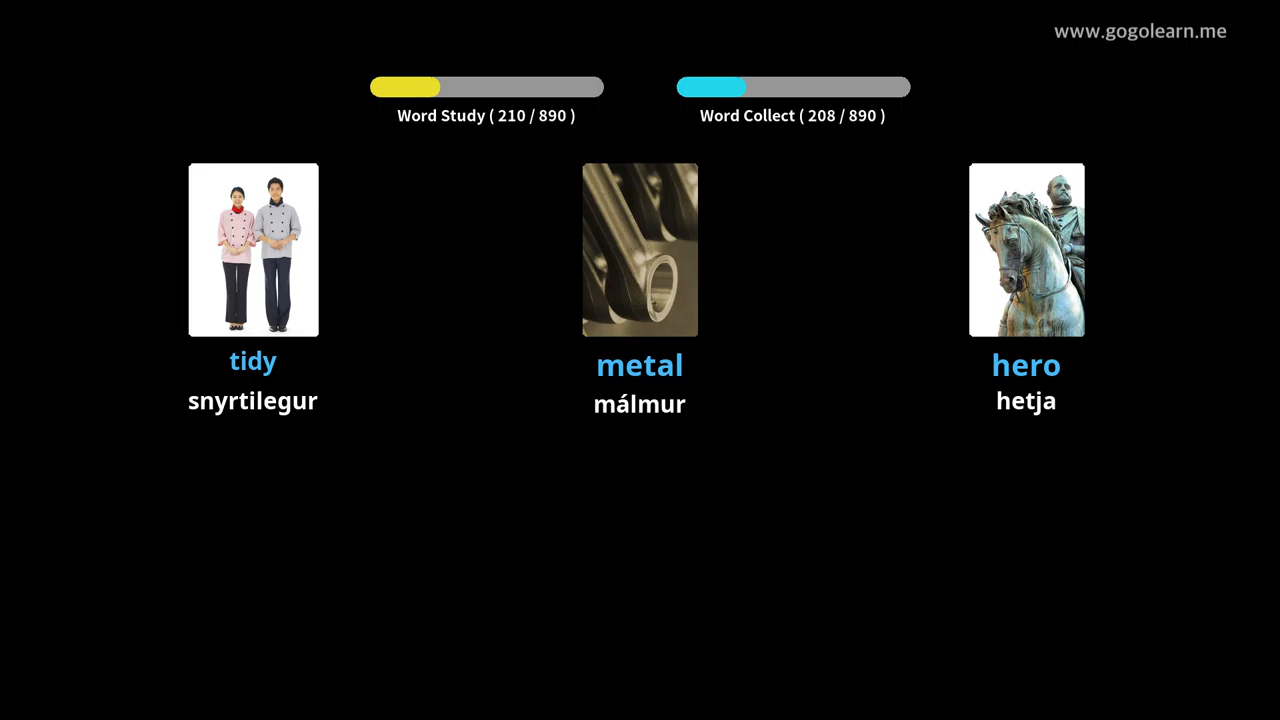 www.gogolearn.me
Word Study ( 210 / 890 )
Word Collect ( 208 / 890 )
tidy
snyrtilegur
metal
málmur
hero
hetja